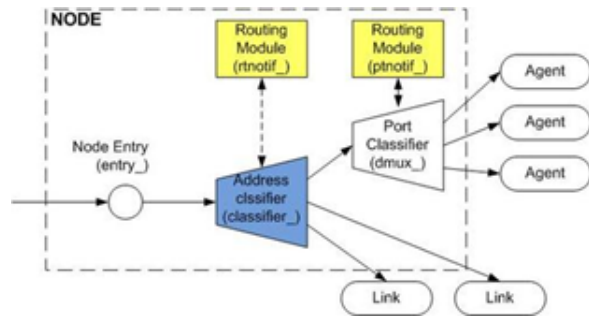 NODE
Routing
Module
(rtnotif_)
Routing
Module
(ptnotif_)
Agent
Agent
Agent
Port
Classifier
(dmux_)
Node Entry
(entry_)
Address
clssifier
(classifier_)
Link
Link